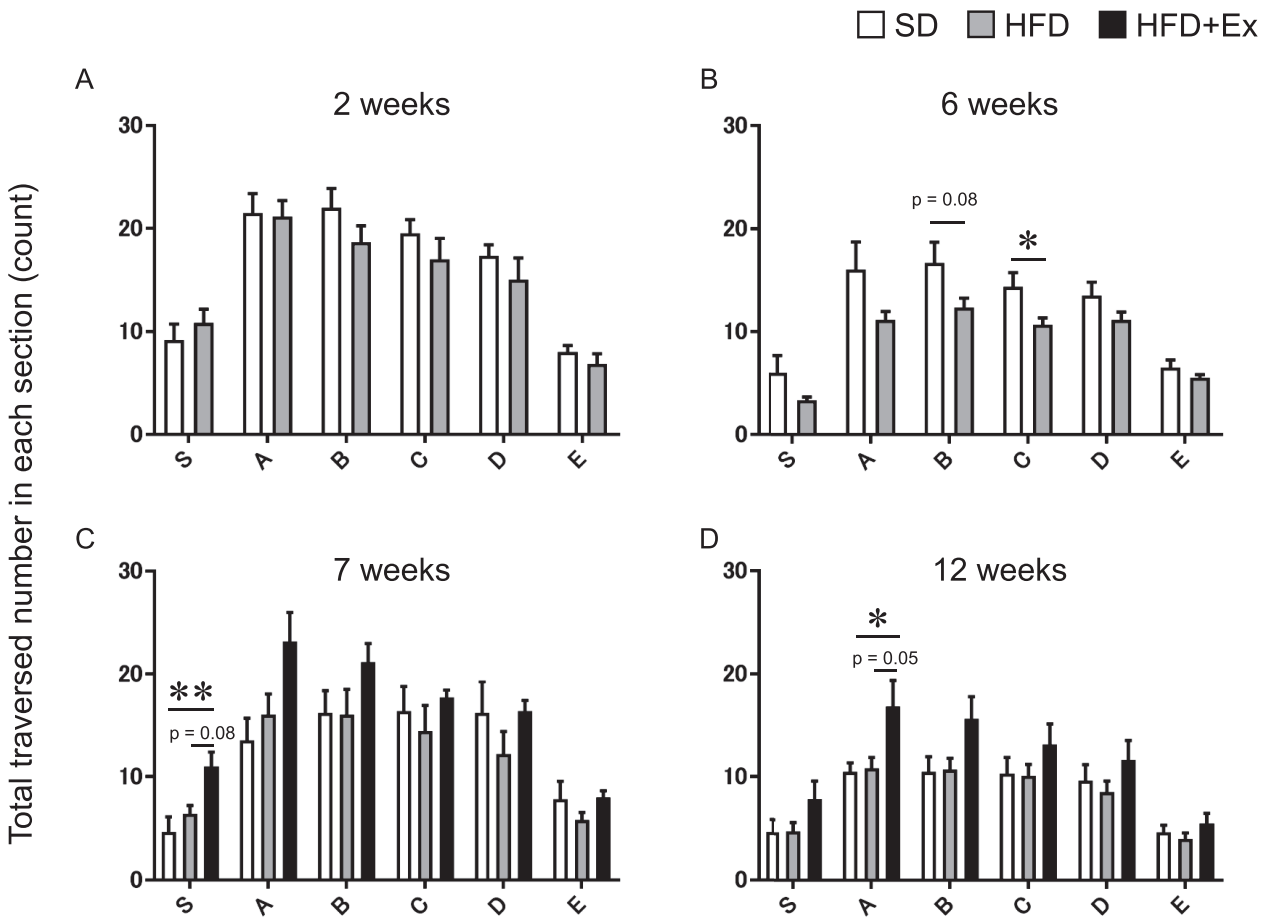 SD HFD HFD+Ex
Total traversed number in each section (count)
A
2 weeks
30
20
10
0
S A B C D E
B
6 weeks
30
20
10
0
p = 0.08
*
S A B C D E
C
7 weeks
30
20
10
0
**
p = 0.08
S A B C D E
D
12 weeks
30
20
10
0
*
p = 0.05
S A B C D E